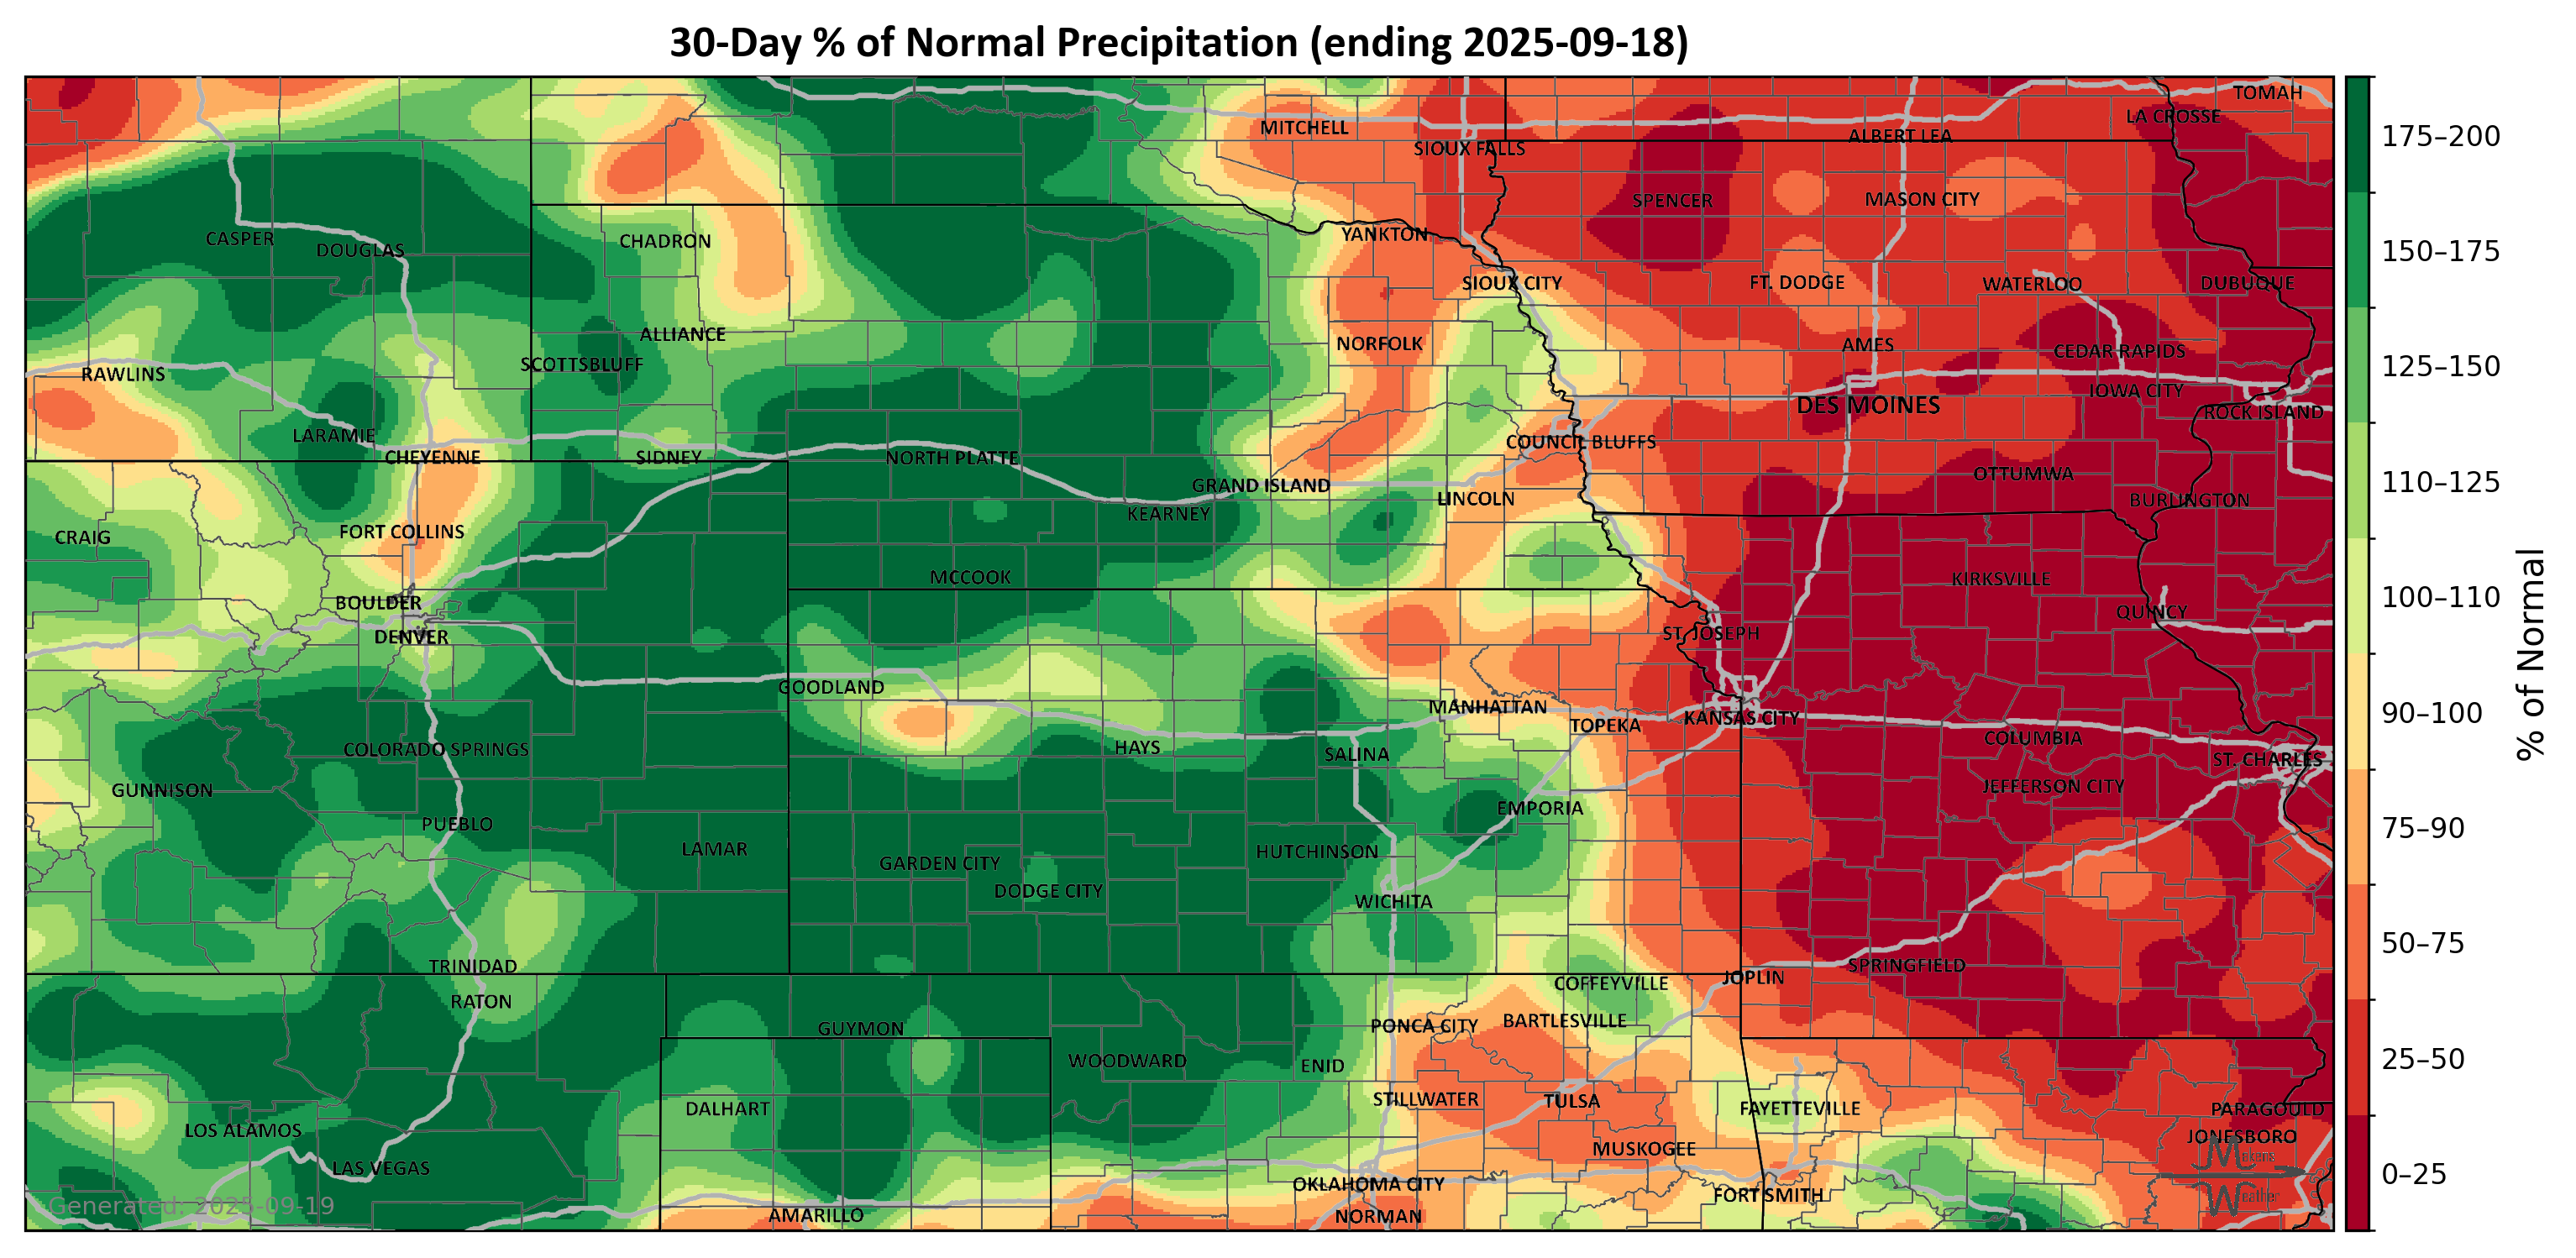 30-Day % of Normal Precipitation (ending 2025-09-18)
TOMAH
LA CROSSE
MITCHELL
ALBERT LEA
SIOUX FALLS
SPENCER
MASON CITY
YANKTON
CASPER
CHADRON
DOUGLAS
SIOUX CITY
FT. DODGE
WATERLOO
DUBUQUE
ALLIANCE
NORFOLK
AMES
CEDAR RAPIDS
SCOTTSBLUFF
RAWLINS
IOWA CITY
DES MOINES
ROCK ISLAND
LARAMIE
COUNCIL BLUFFS
CHEYENNE
SIDNEY
NORTH PLATTE
OTTUMWA
GRAND ISLAND
LINCOLN
BURLINGTON
KEARNEY
FORT COLLINS
CRAIG
MCCOOK
KIRKSVILLE
BOULDER
QUINCY
DENVER
ST. JOSEPH
GOODLAND
MANHATTAN
KANSAS CITY
TOPEKA
COLUMBIA
COLORADO SPRINGS
HAYS
SALINA
ST. CHARLES
GUNNISON
JEFFERSON CITY
EMPORIA
PUEBLO
LAMAR
HUTCHINSON
GARDEN CITY
DODGE CITY
WICHITA
TRINIDAD
SPRINGFIELD
JOPLIN
COFFEYVILLE
RATON
GUYMON
PONCA CITY
BARTLESVILLE
WOODWARD
ENID
STILLWATER
TULSA
DALHART
FAYETTEVILLE
PARAGOULD
LOS ALAMOS
JONESBORO
MUSKOGEE
LAS VEGAS
OKLAHOMA CITY
FORT SMITH
AMARILLO
NORMAN
Generated: 2025-09-19
Makens
Weather
175–200
150–175
125–150
110–125
100–110
90–100
75–90
50–75
25–50
0–25
% of Normal